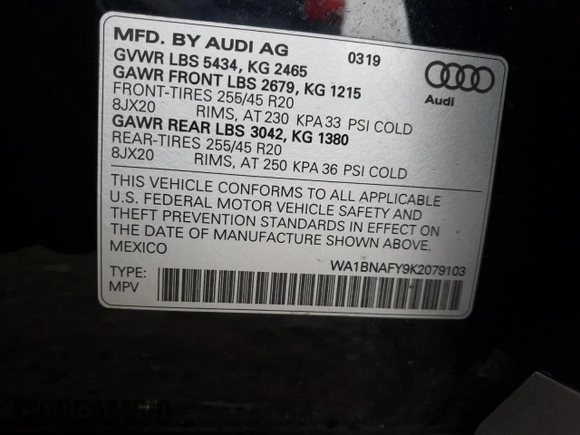 MFD. BY AUDI AG 0319
GVWR LBS 5434, KG 2465
GAWR FRONT LBS 2679, KG 1215
FRONT-TIRES 255/45 R20
8JX20 RIMS, AT 230 KPA 33 PSI COLD
GAWR REAR LBS 3042, KG 1380
REAR-TIRES 255/45 R20
8JX20 RIMS, AT 250 KPA 36 PSI COLD
Audi
THIS VEHICLE CONFORMS TO ALL APPLICABLE
U.S. FEDERAL MOTOR VEHICLE SAFETY AND
THEFT PREVENTION STANDARDS IN EFFECT ON
THE DATE OF MANUFACTURE SHOWN ABOVE.
MEXICO
WA1BNAFY9K2079103
TYPE:
MPV